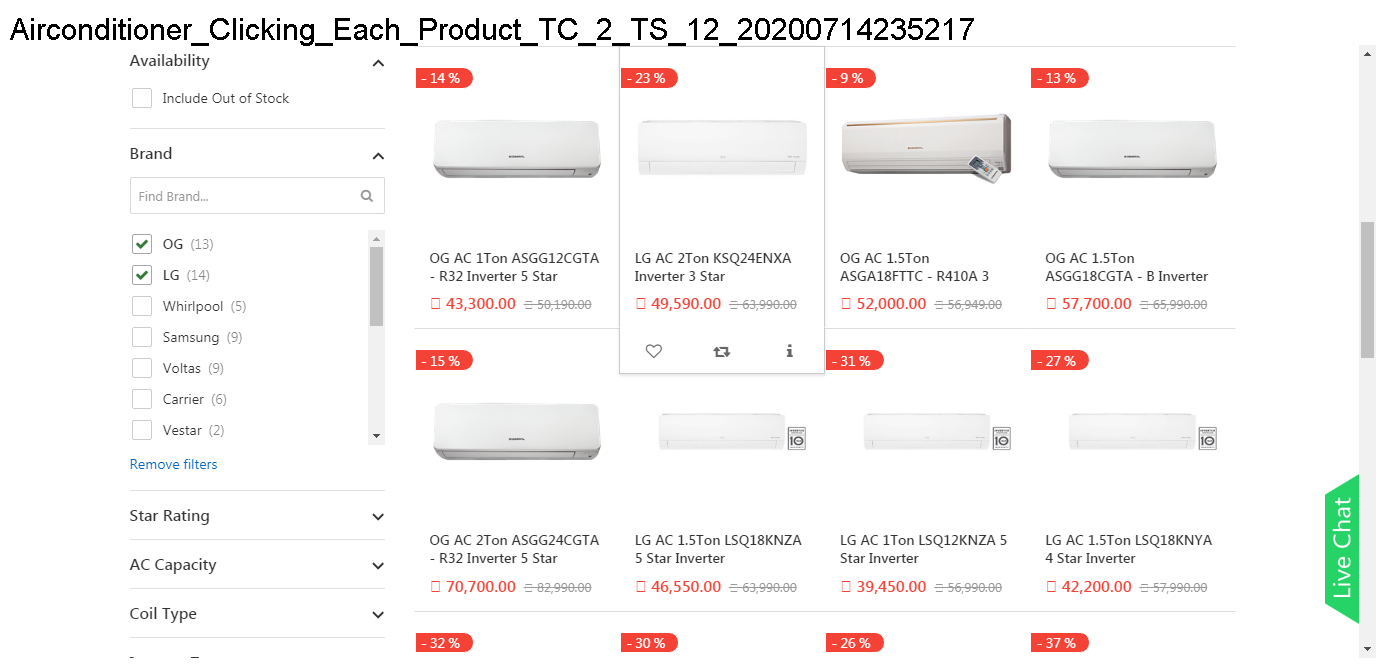 Airconditioner_Clicking_Each_Product_TC_2_TS_12_20200714235217
Availability
Include Out of Stock
Brand
Find Brand...
OG (13)
LG (14)
Whirlpool (5)
Samsung (9)
Voltas (9)
Carrier (6)
Vestar (2)
Remove filters
Star Rating
AC Capacity
Coil Type
- 14 %
- 23 %
- 9 %
- 13 %
OG AC 1Ton ASGG12CGTA
- R32 Inverter 5 Star
43,300.00 50,190.00
LG AC 2Ton KSQ24ENXA
Inverter 3 Star
49,590.00 63,990.00
OG AC 1.5Ton
ASGA18FTTC - R410A 3
52,000.00 56,949.00
OG AC 1.5Ton
ASGG18CGTA - B Inverter
57,700.00 65,990.00
- 15 %
- 31 %
- 27 %
OG AC 2Ton ASGG24CGTA
- R32 Inverter 5 Star
70,700.00 82,990.00
LG AC 1.5Ton LSQ18KNZA
5 Star Inverter
46,550.00 63,990.00
LG AC 1Ton LSQ12KNZA 5
Star Inverter
39,450.00 56,990.00
LG AC 1.5Ton LSQ18KNYA
4 Star Inverter
42,200.00 57,990.00
- 32 %
- 30 %
- 26 %
- 37 %
Live Chat